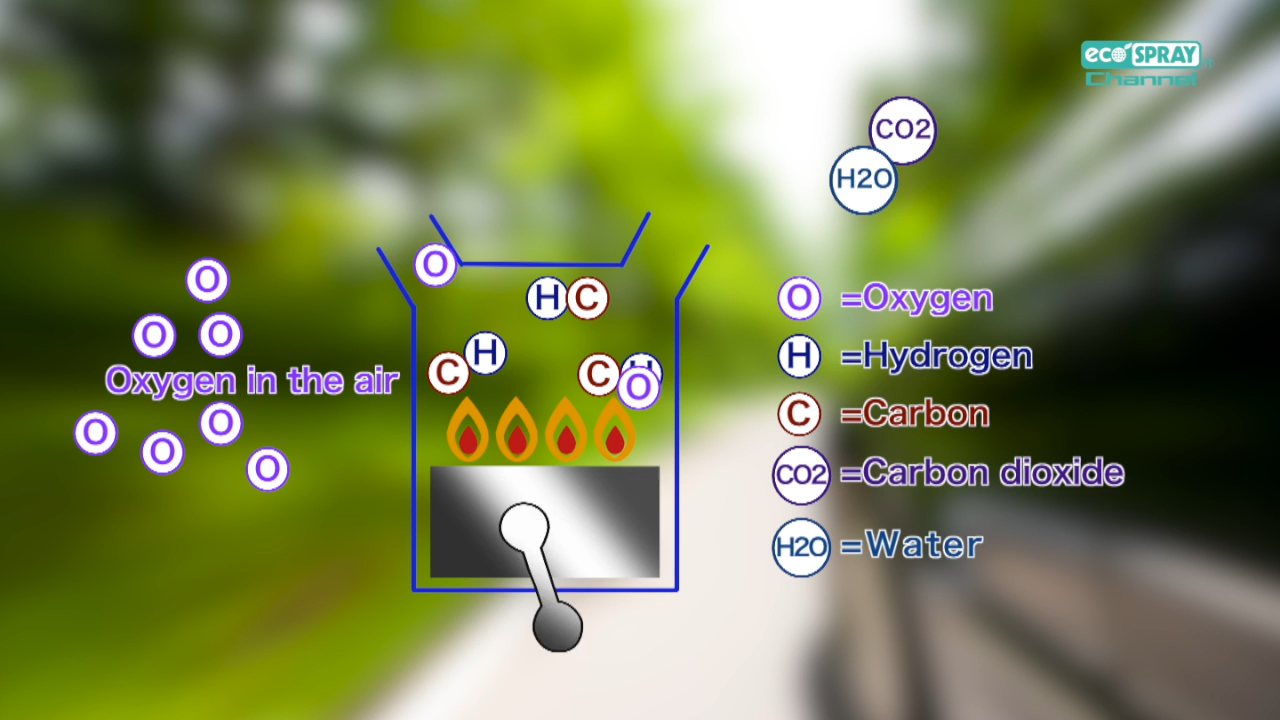 eco SPRAY
Channel
CO2
H2O
O
O
H C
O =Oxygen
O O
C H
C H
O
H =Hydrogen
Oxygen in the air
C =Carbon
O O O O
CO2 =Carbon dioxide
H2O =Water